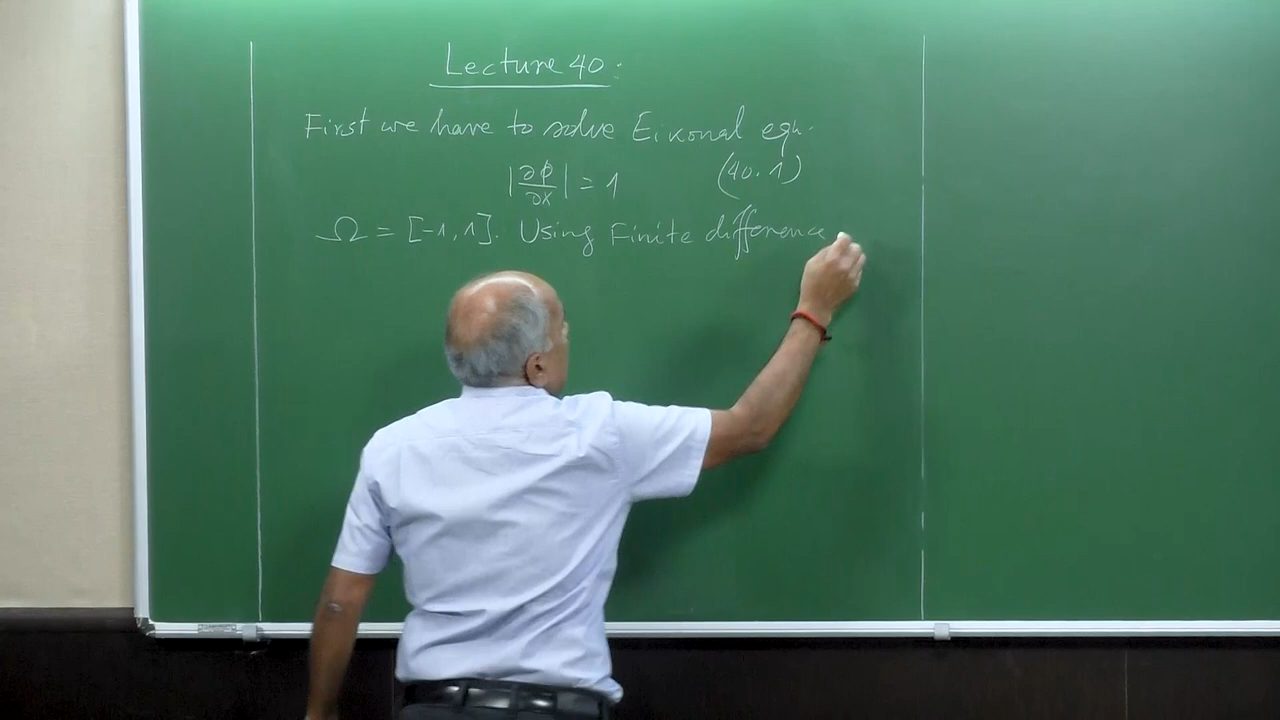 Lecture 40:
First we have to solve Eikonal eqn.
|∂φ/∂x| = 1 (40.1)
Ω = [-1, 1]. Using Finite difference